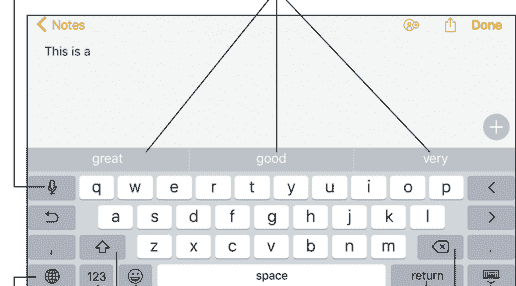 Notes Done
This is a
great good very
q w e r t y u i o p <
a s d f g h j k l >
, z x c v b n m .
123 space return